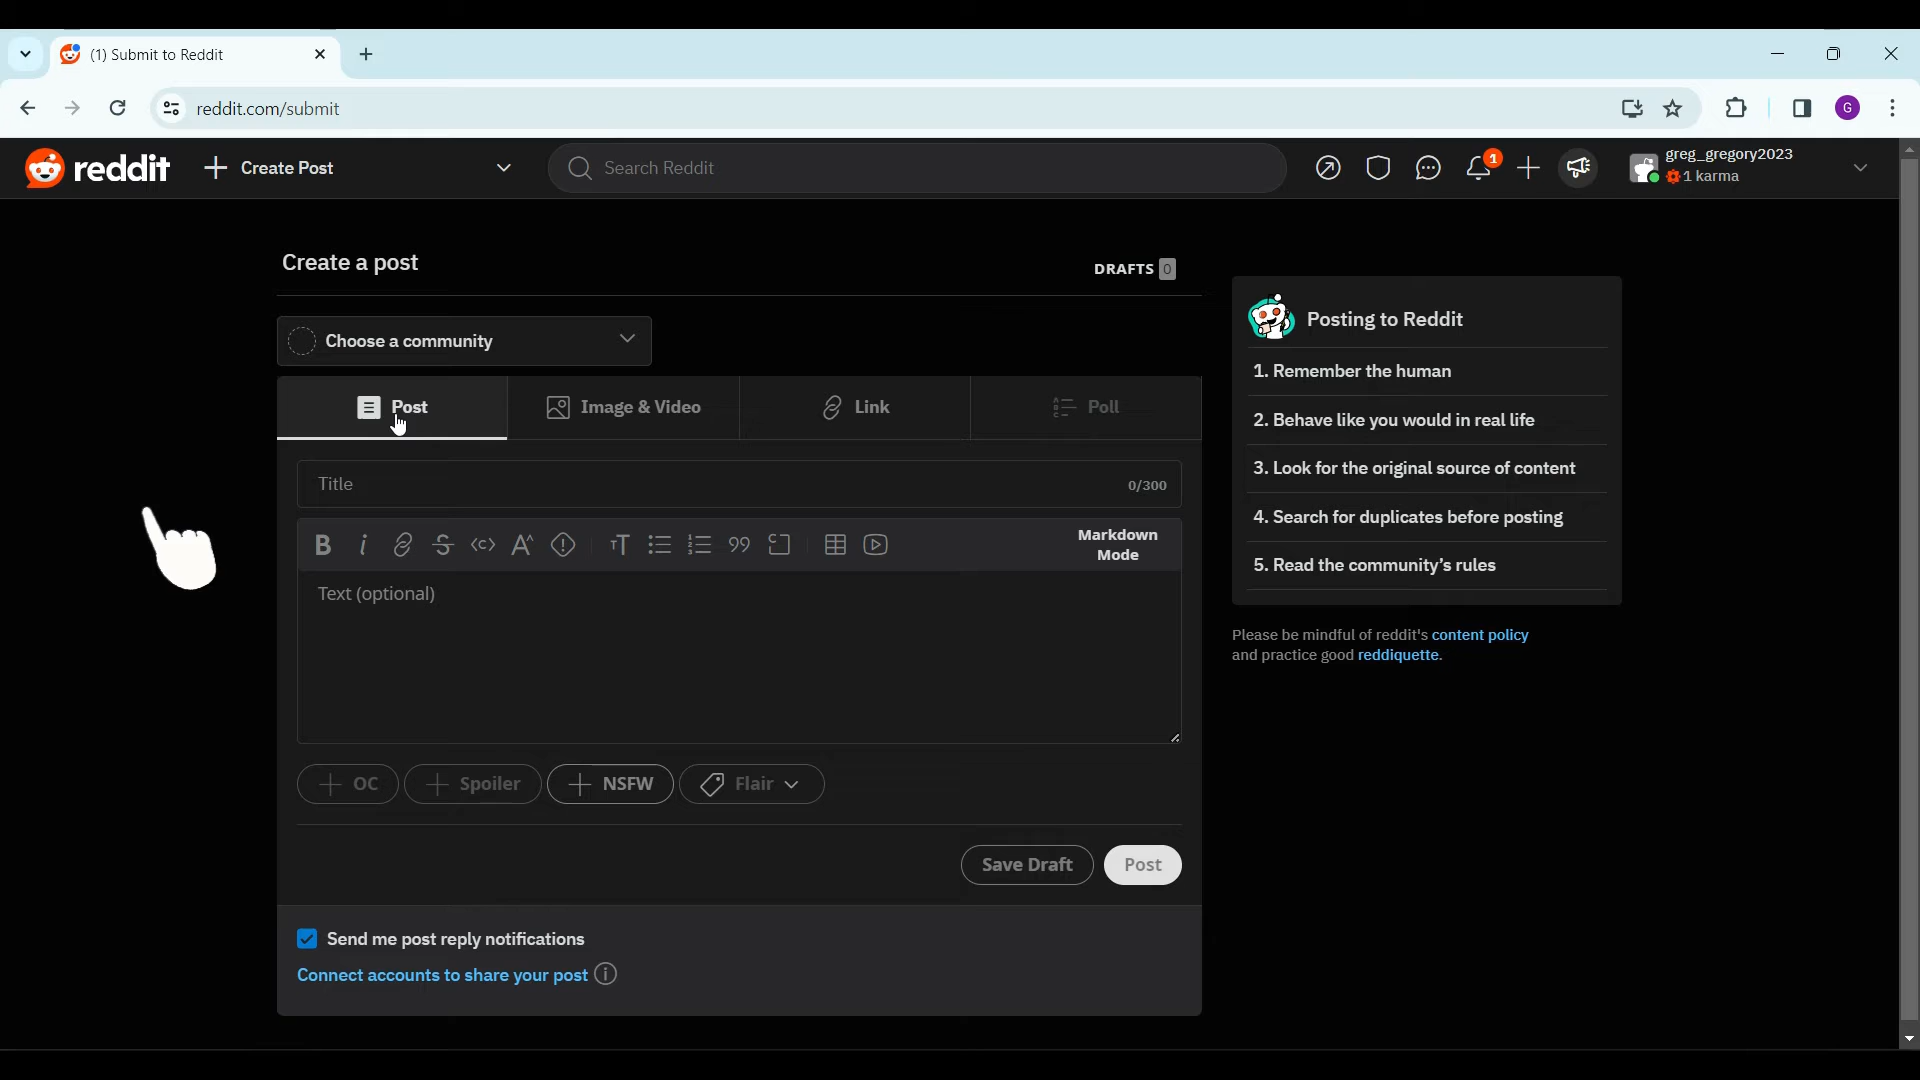 (1) Submit to Reddit
reddit.com/submit
G
reddit
Create Post
Search Reddit
1
greg_gregory2023
1 karma
Create a post
DRAFTS 0
Choose a community
Post
Image & Video
Link
Poll
Title
0/300
Markdown
Mode
Text (optional)
OC
Spoiler
NSFW
Flair
Save Draft
Post
Send me post reply notifications
Connect accounts to share your post
Posting to Reddit
1. Remember the human
2. Behave like you would in real life
3. Look for the original source of content
4. Search for duplicates before posting
5. Read the community’s rules
Please be mindful of reddit's content policy
and practice good reddiquette.